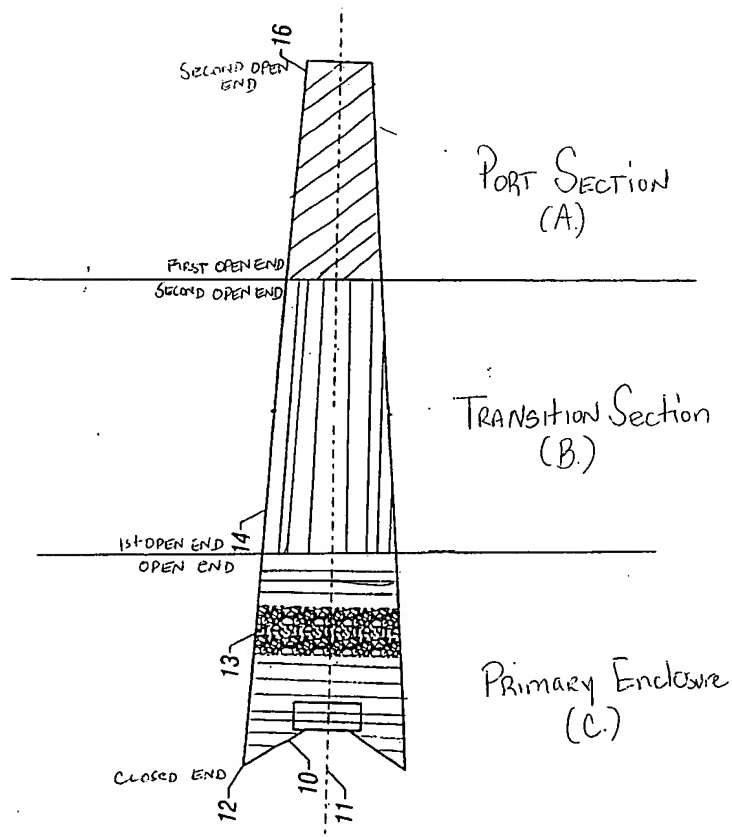 16
SECOND OPEN
END
PORT SECTION
(A.)
FIRST OPEN END
SECOND OPEN END
TRANSITION Section
(B.)
14
1st OPEN END
OPEN END
13
Primary Enclosure
(C.)
CLOSED END
12
10
11